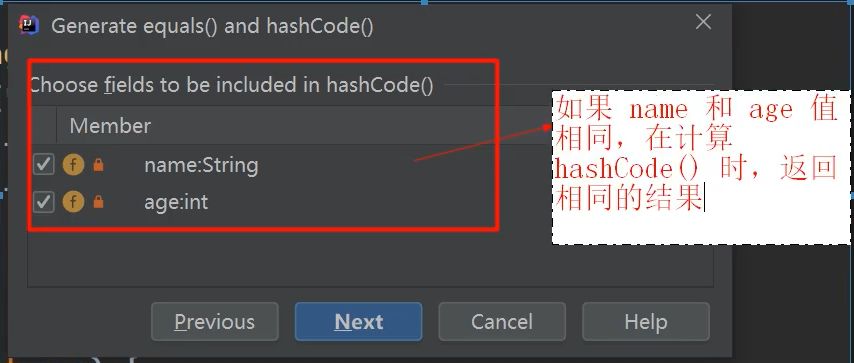 Generate equals() and hashCode()
Choose fields to be included in hashCode()
Member
name:String
age:int
如果 name 和 age 值
相同，在计算
hashCode() 时，返回
相同的结果
Previous
Next
Cancel
Help